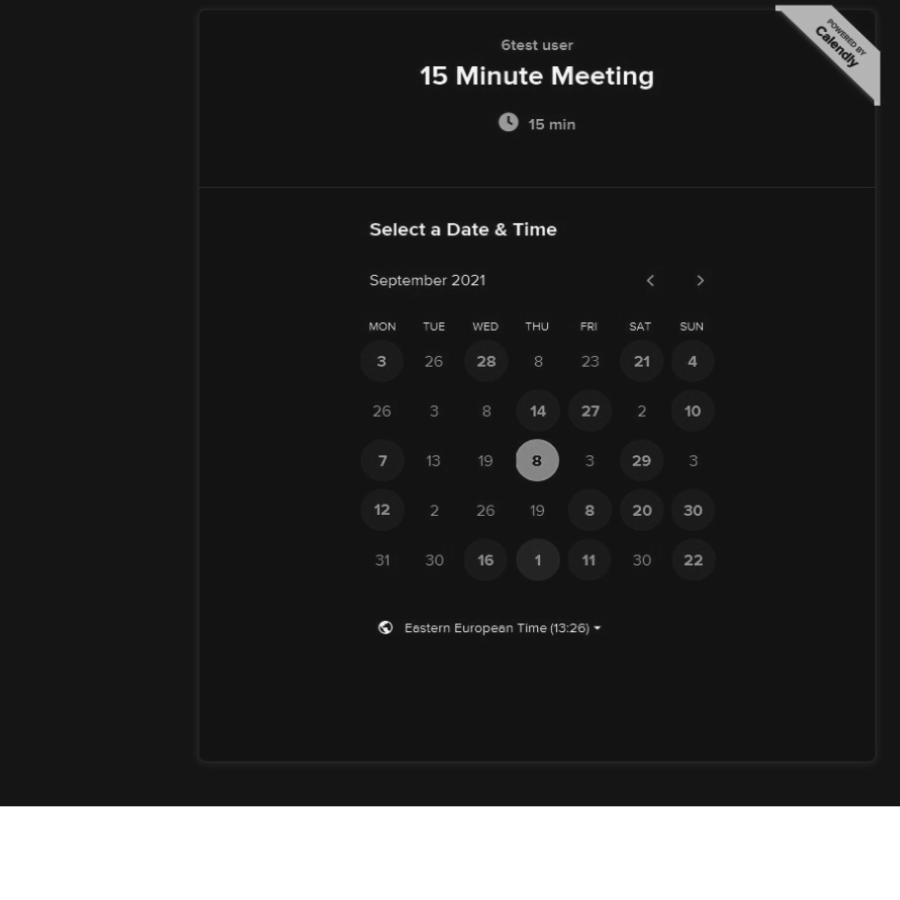 6test user
15 Minute Meeting
15 min
POWERED BY
Calendly
Select a Date & Time
September 2021
MON TUE WED THU FRI SAT SUN
3 26 28 8 23 21 4
26 3 8 14 27 2 10
7 13 19 8 3 29 3
12 2 26 19 8 20 30
31 30 16 1 11 30 22
Eastern European Time (13:26)